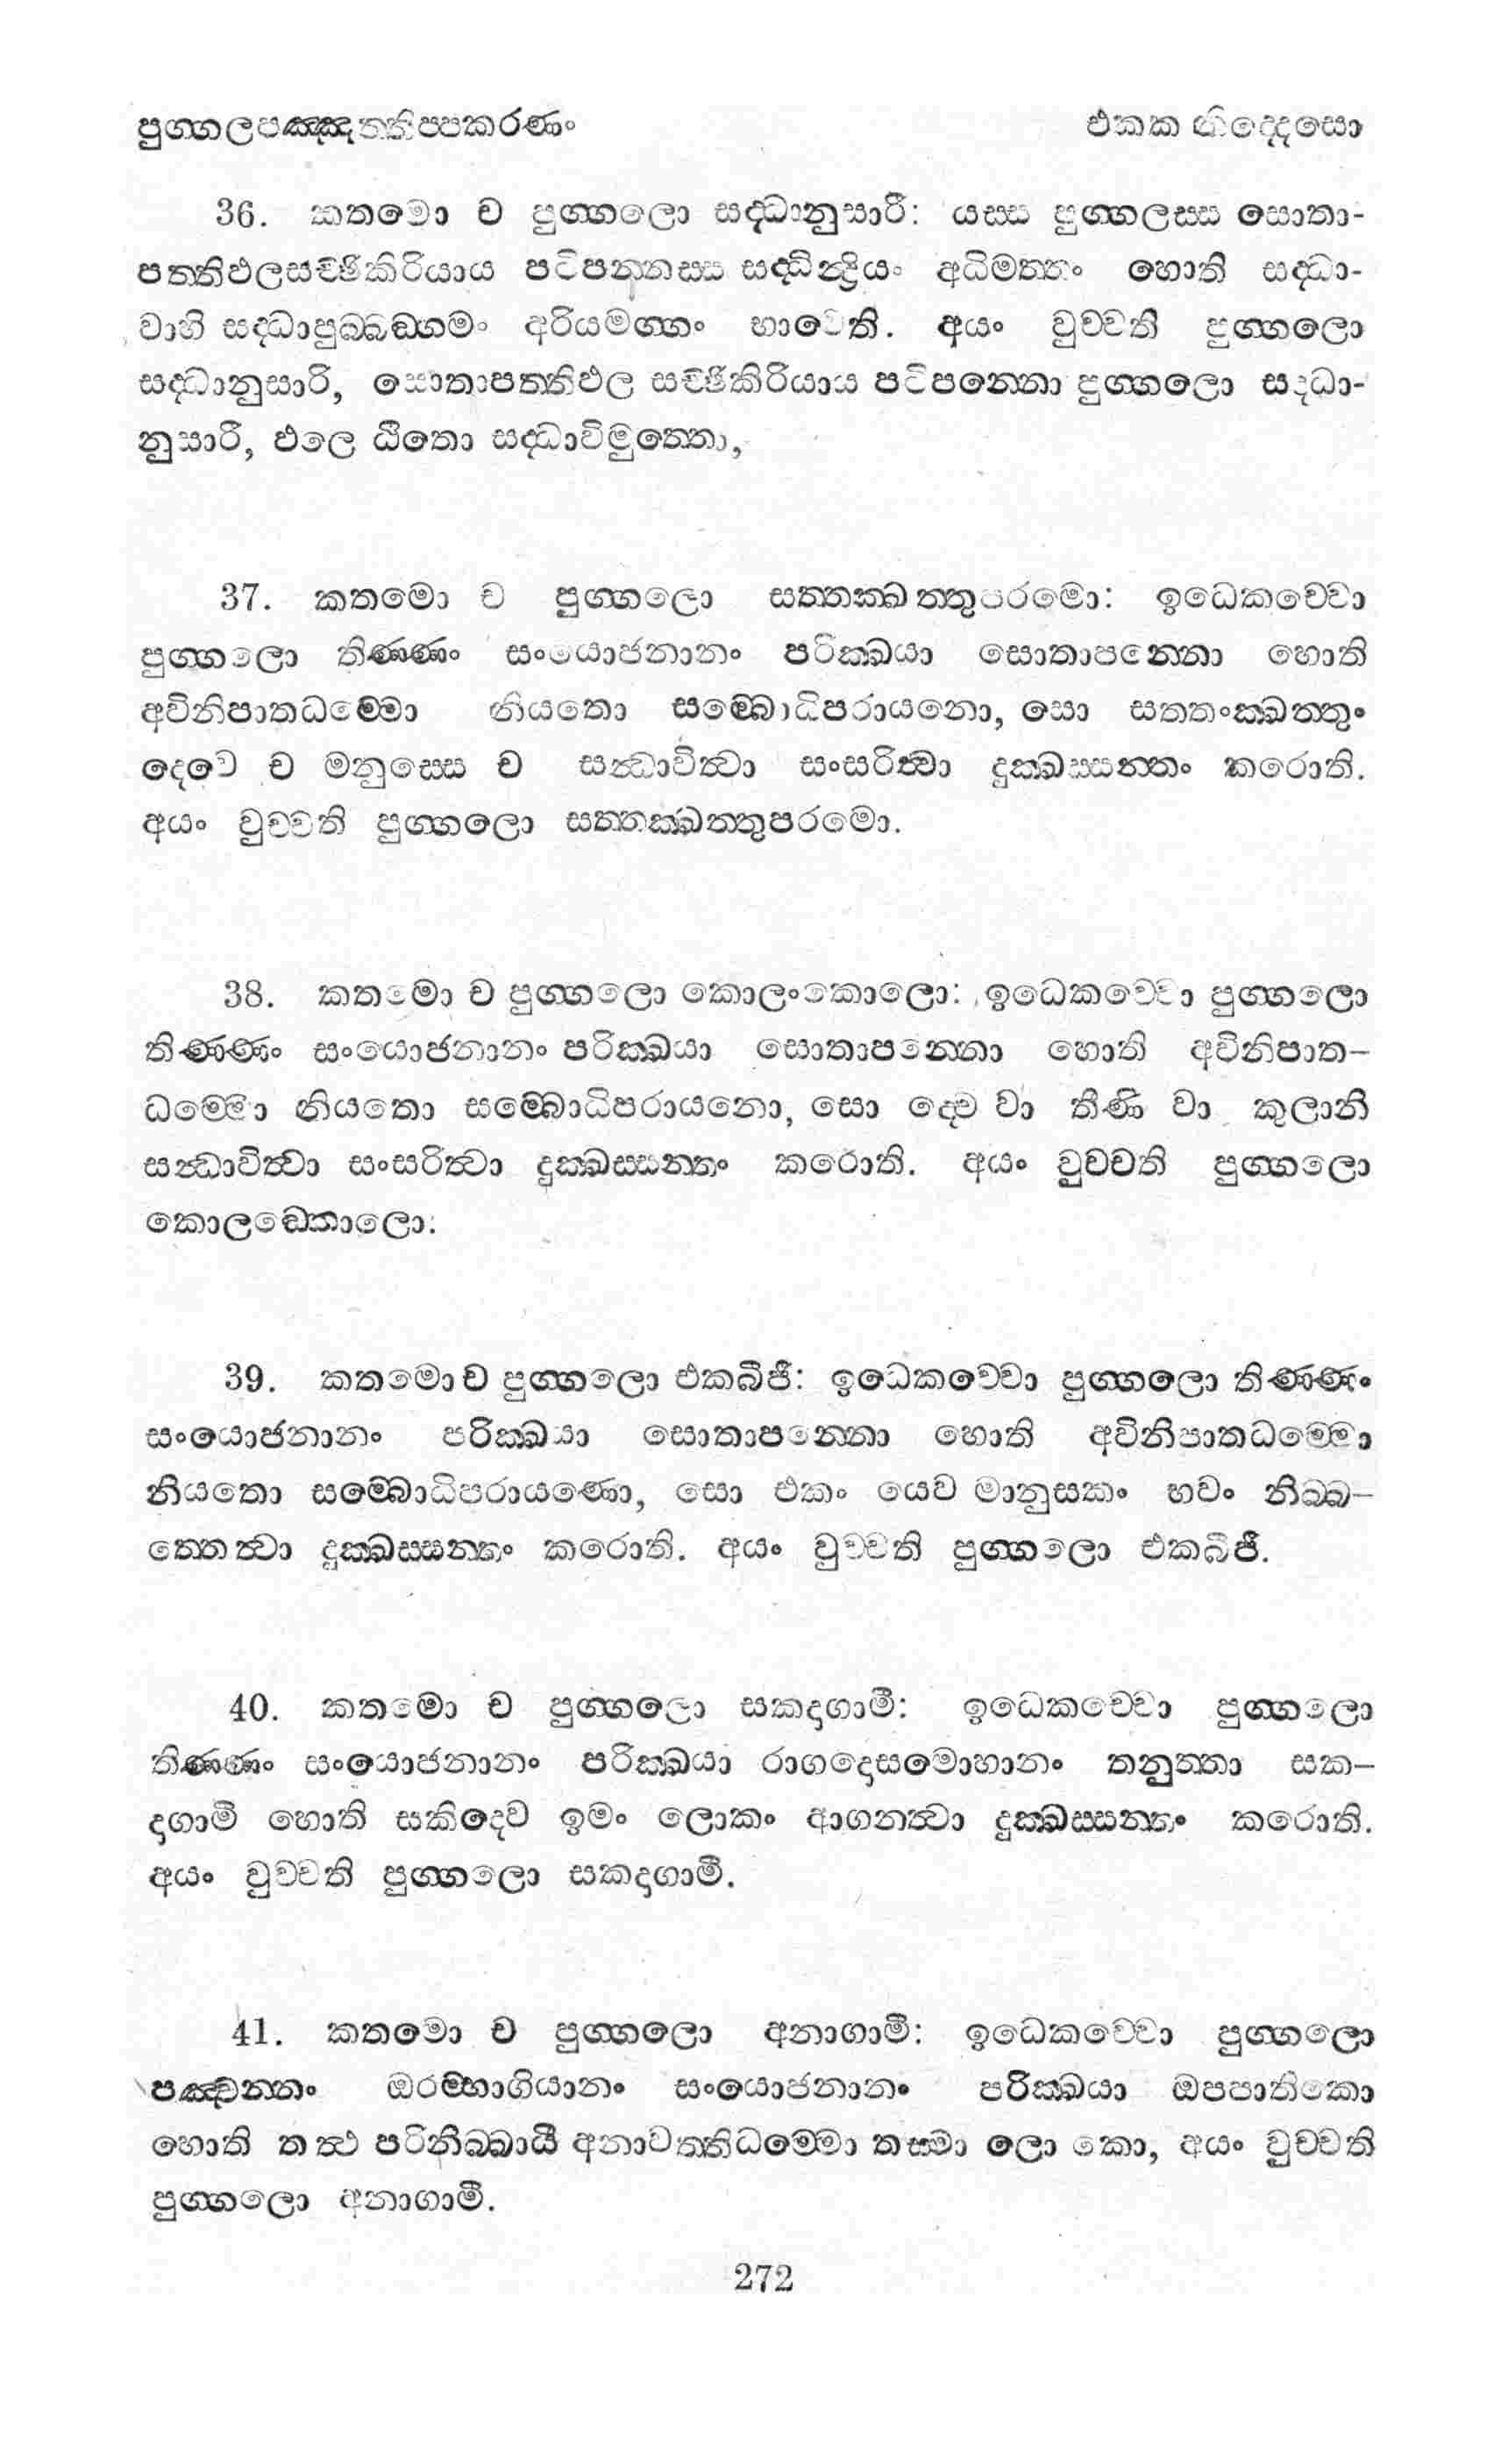 පුග්ගලපඤ්ඤත්තිප්පකරණං එකක නිද්දෙසො
36. කතමො ච පුග්ගලො සද්ධානුසාරී: යස්ස පුග්ගලස්ස සොතා-
පත්තිඵලසච්ඡිකිරියාය පටිපන්නස්ස සද්ධින්ද්‍රියං අධිමත්තං හොති සද්ධා-
වාහි සද්ධාපුබ්බඞ්ගමං අරියමග්ගං භාවෙති. අයං වුච්චති පුග්ගලො
සද්ධානුසාරි, සොතාපත්තිඵල සච්ඡිකිරියාය පටිපන්නො පුග්ගලො සද්ධා-
නුසාරී, ඵලෙ ඨිතො සද්ධාවිමුත්තො,
37. කතමො ච පුග්ගලො සත්තක්ඛ ත්තුපරමො: ඉධෙකච්චො
පුග්ගලො තිණ්ණං සංයොජනානං පරික්ඛයා සොතාපන්නො හොති
අවිනිපාතධම්මො නියතො සම්බොධිපරායනො, සො සතතංක්ඛත්තුං
දෙවෙ ච මනුස්සෙ ච සන්ධාවිත්වා සංසරිත්වා දුක්ඛස්සන්තං කරොති.
අයං වුච්චති පුග්ගලො සත්තක්ඛත්තුපරමො.
38. කතමො ච පුග්ගලො කොලංකොලො: ඉධෙකච්චො පුග්ගලො
තිණ්ණං සංයොජනානං පරික්ඛයා සොතාපන්නො හොති අවිනිපාත–
ධම්මො නියතො සම්බොධිපරායනො, සො දෙව වා තීණි වා කුලානි
සන්ධාවිත්වා සංසරිත්වා දුක්ඛස්සන්තං කරොති. අයං වුච්චති පුග්ගලො
කොලඞ්කොලො.
39. කතමො ච පුග්ගලො එකබීජී: ඉධෙකච්චො පුග්ගලො තිණ්ණං
සංයොජනානං පරික්ඛයා සොතාපන්නො හොති අවිනිපාතධම්මො
නියතො සම්බොධිපරායණො, සො එකං යෙව මානුසකං භවං නිබ්බ–
ත්තෙත්වා දුක්ඛස්සන්තං කරොති. අයං වුච්චති පුග්ගලො එකබීජී.
40. කතමො ච පුග්ගලො සකදාගාමී: ඉධෙකච්චො පුග්ගලො
තිණ්ණං සංයොජනානං පරික්ඛයා රාගදොසමොහානං තනුත්තා සක–
දාගාමී හොති සකිදෙව ඉමං ලොකං ආගන්ත්වා දුක්ඛස්සන්තං කරොති.
අයං වුච්චති පුග්ගලො සකදාගාමී.
41. කතමො ච පුග්ගලො අනාගාමී: ඉධෙකච්චො පුග්ගලො
පඤ්චන්නං ඔරම්භාගියානං සංයොජනානං පරික්ඛයා ඔපපාතිකො
හොති තත්ථ පරිනිබ්බායී අනාවත්තිධම්මො තස්මා ලො කො, අයං වුච්චති
පුග්ගලො අනාගාමී.
272